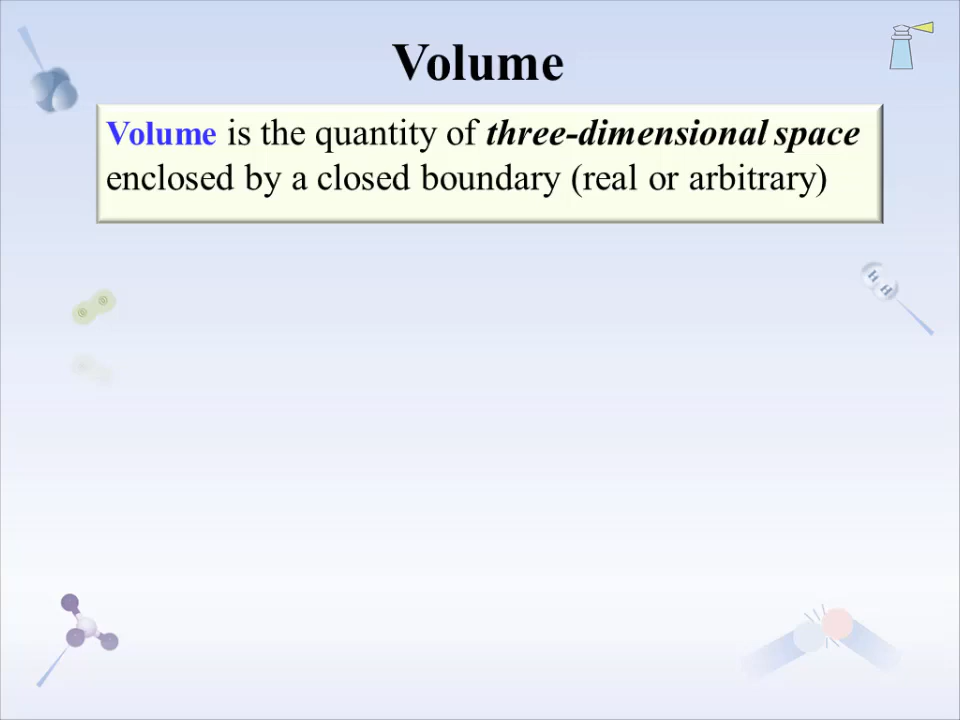 Volume
Volume is the quantity of three-dimensional space
enclosed by a closed boundary (real or arbitrary)
H
H